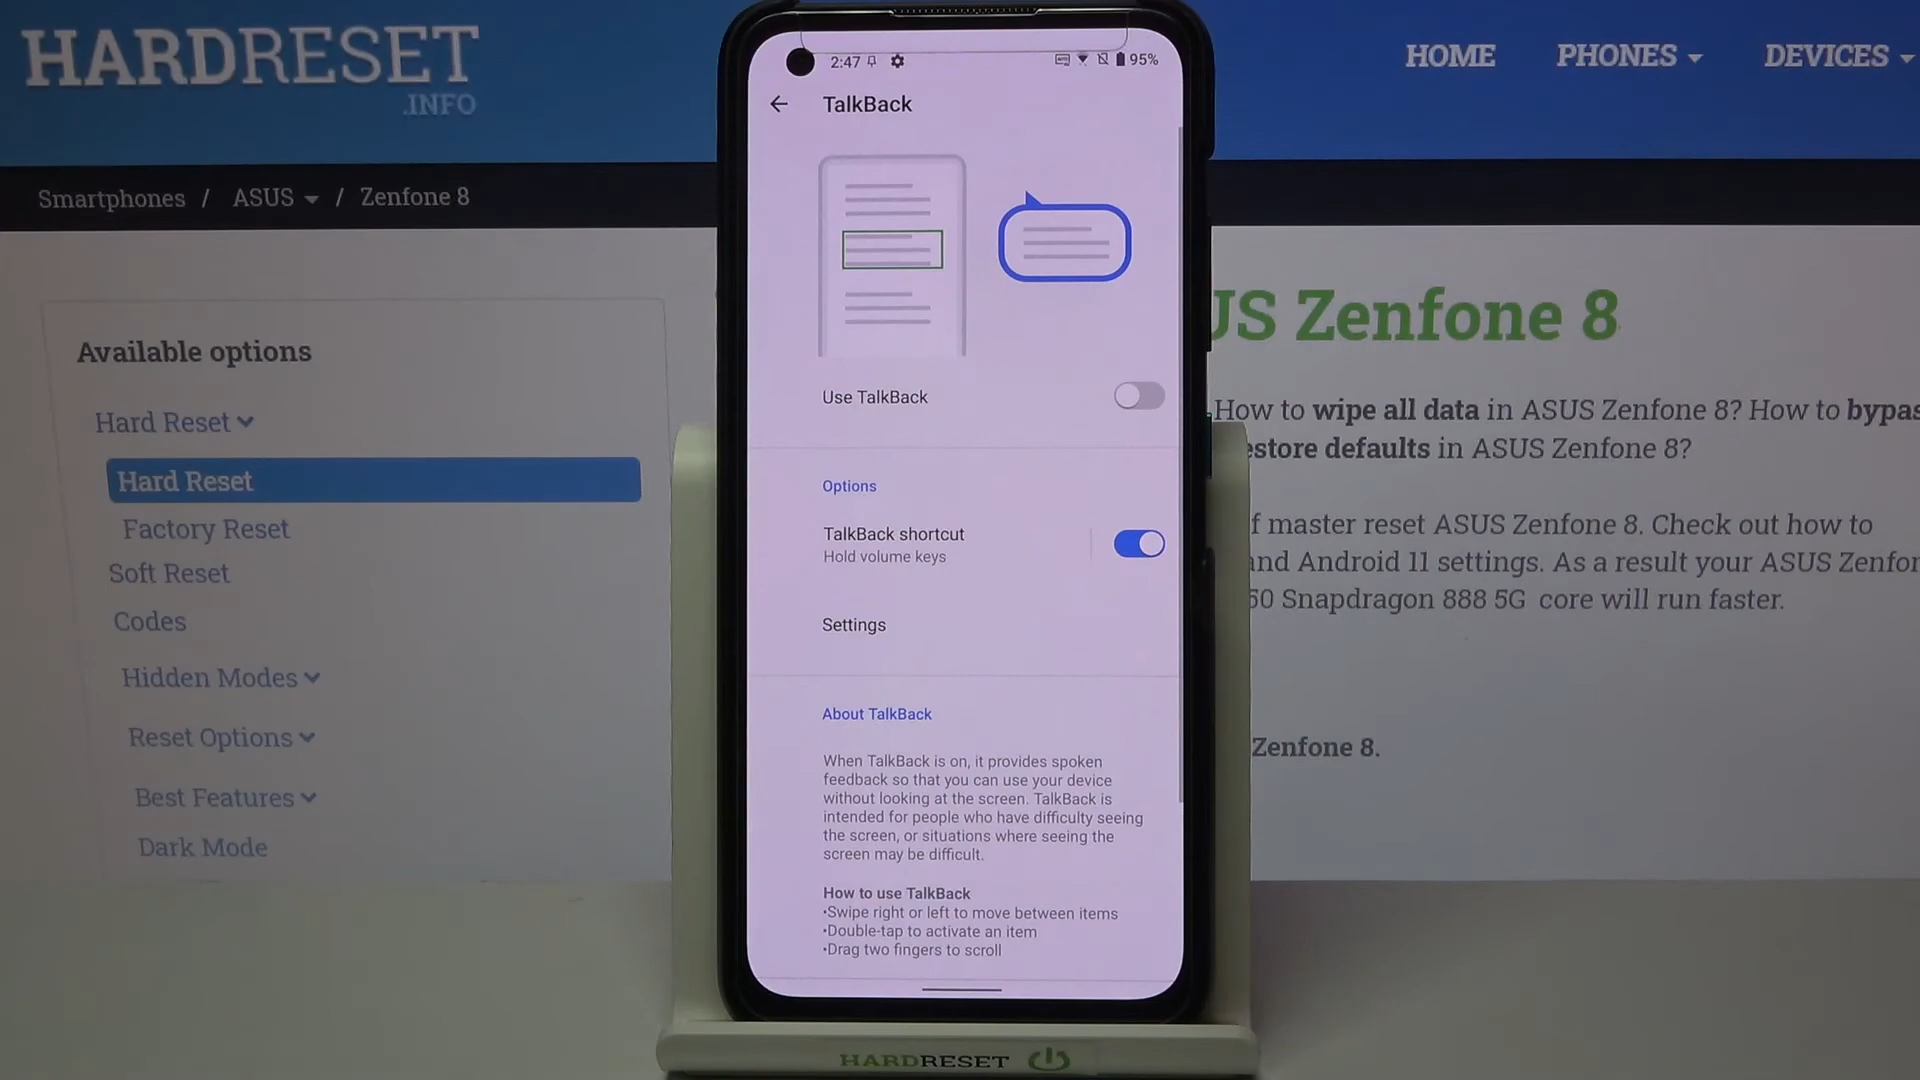 HARDRESET
.INFO
HOME
PHONES
DEVICES
Smartphones / ASUS / Zenfone 8
Available options
Hard Reset
Hard Reset
Factory Reset
Soft Reset
Codes
Hidden Modes
Reset Options
Best Features
Dark Mode
2:47
95%
TalkBack
Use TalkBack
Options
TalkBack shortcut
Hold volume keys
Settings
About TalkBack
When TalkBack is on, it provides spoken
feedback so that you can use your device
without looking at the screen. TalkBack is
intended for people who have difficulty seeing
the screen, or situations where seeing the
screen may be difficult.
How to use TalkBack
•Swipe right or left to move between items
•Double-tap to activate an item
•Drag two fingers to scroll
US Zenfone 8
How to wipe all data in ASUS Zenfone 8? How to
defaults in ASUS Zenfone 8?
master reset ASUS Zenfone 8. Check out how to
and Android 11 settings. As a result your ASUS
Snapdragon 888 5G core will run faster.
Zenfone 8.
HARDRESET